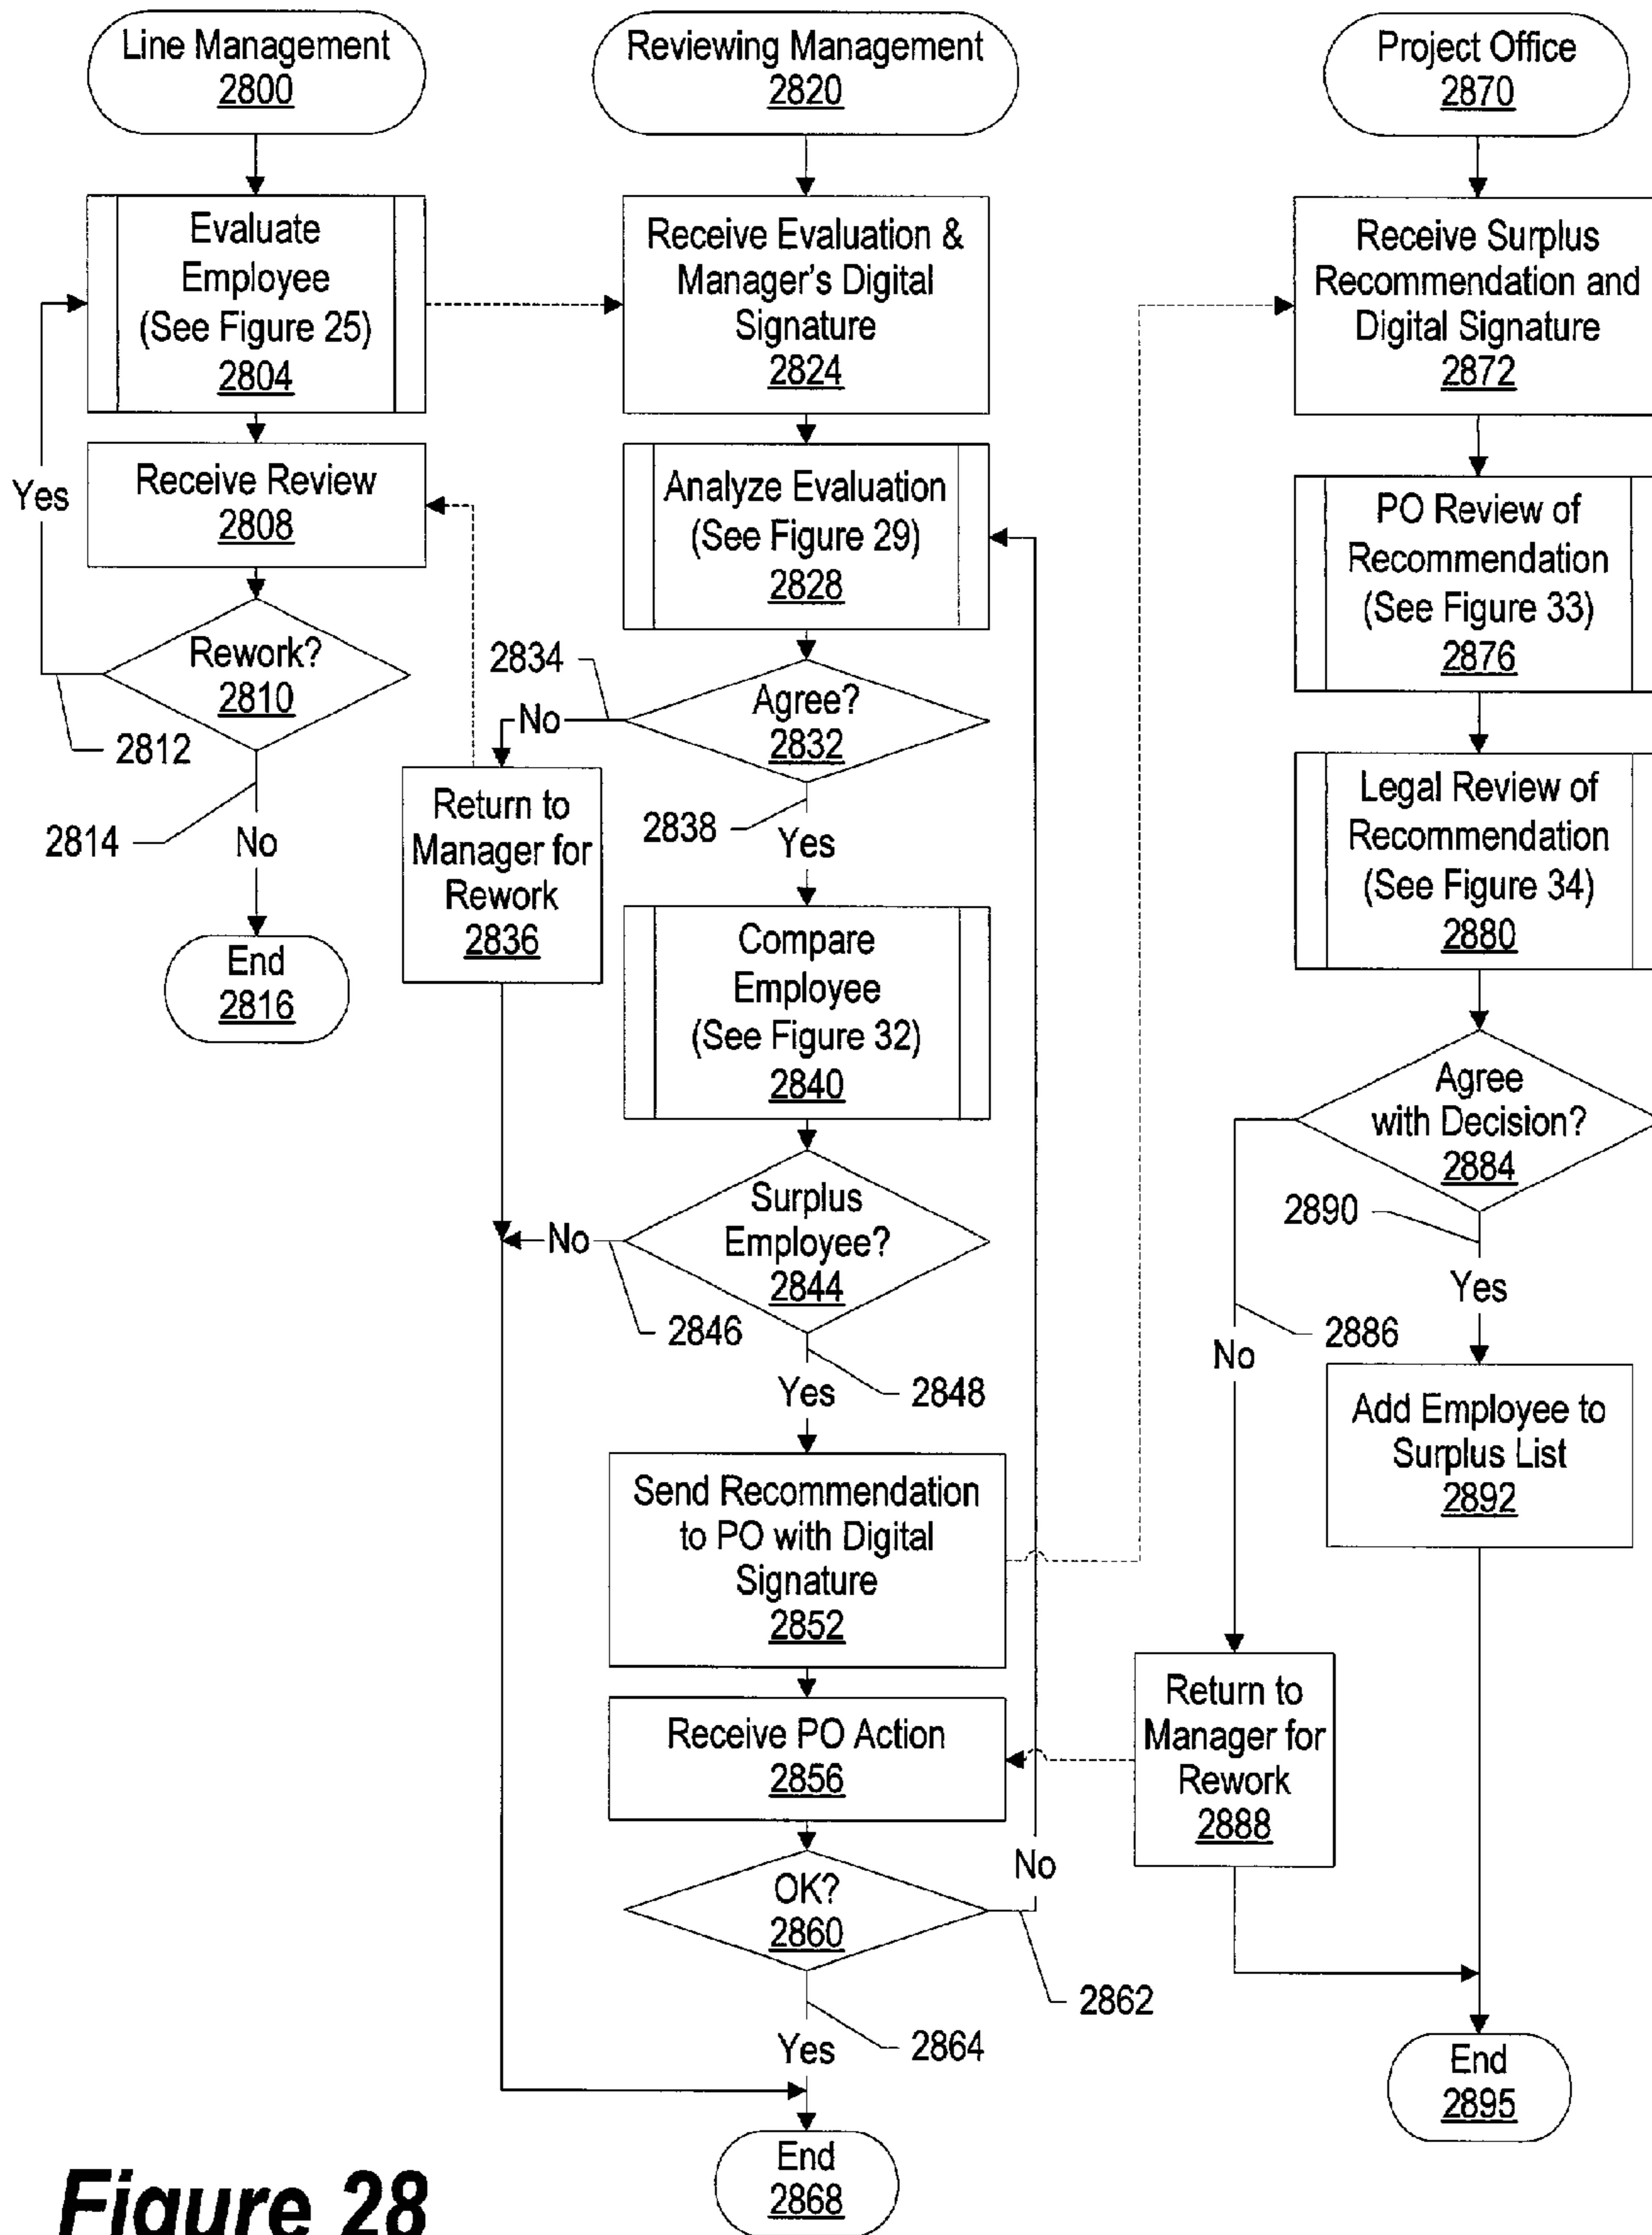 Line Management
2800
Evaluate
Employee
(See Figure 25)
2804
Receive Review
2808
Yes
Rework?
2810
2812
2814
No
End
2816
Reviewing Management
2820
Receive Evaluation &
Manager's Digital
Signature
2824
Analyze Evaluation
(See Figure 29)
2828
2834
Agree?
2832
No
2838
Yes
Return to
Manager for
Rework
2836
Compare
Employee
(See Figure 32)
2840
Surplus
Employee?
2844
No
2846
Yes
2848
Send Recommendation
to PO with Digital
Signature
2852
Receive PO Action
2856
OK?
2860
No
2862
Yes
2864
End
2868
Project Office
2870
Receive Surplus
Recommendation and
Digital Signature
2872
PO Review of
Recommendation
(See Figure 33)
2876
Legal Review of
Recommendation
(See Figure 34)
2880
Agree
with Decision?
2884
2890
Yes
2886
No
Add Employee to
Surplus List
2892
Return to
Manager for
Rework
2888
End
2895
Figure 28